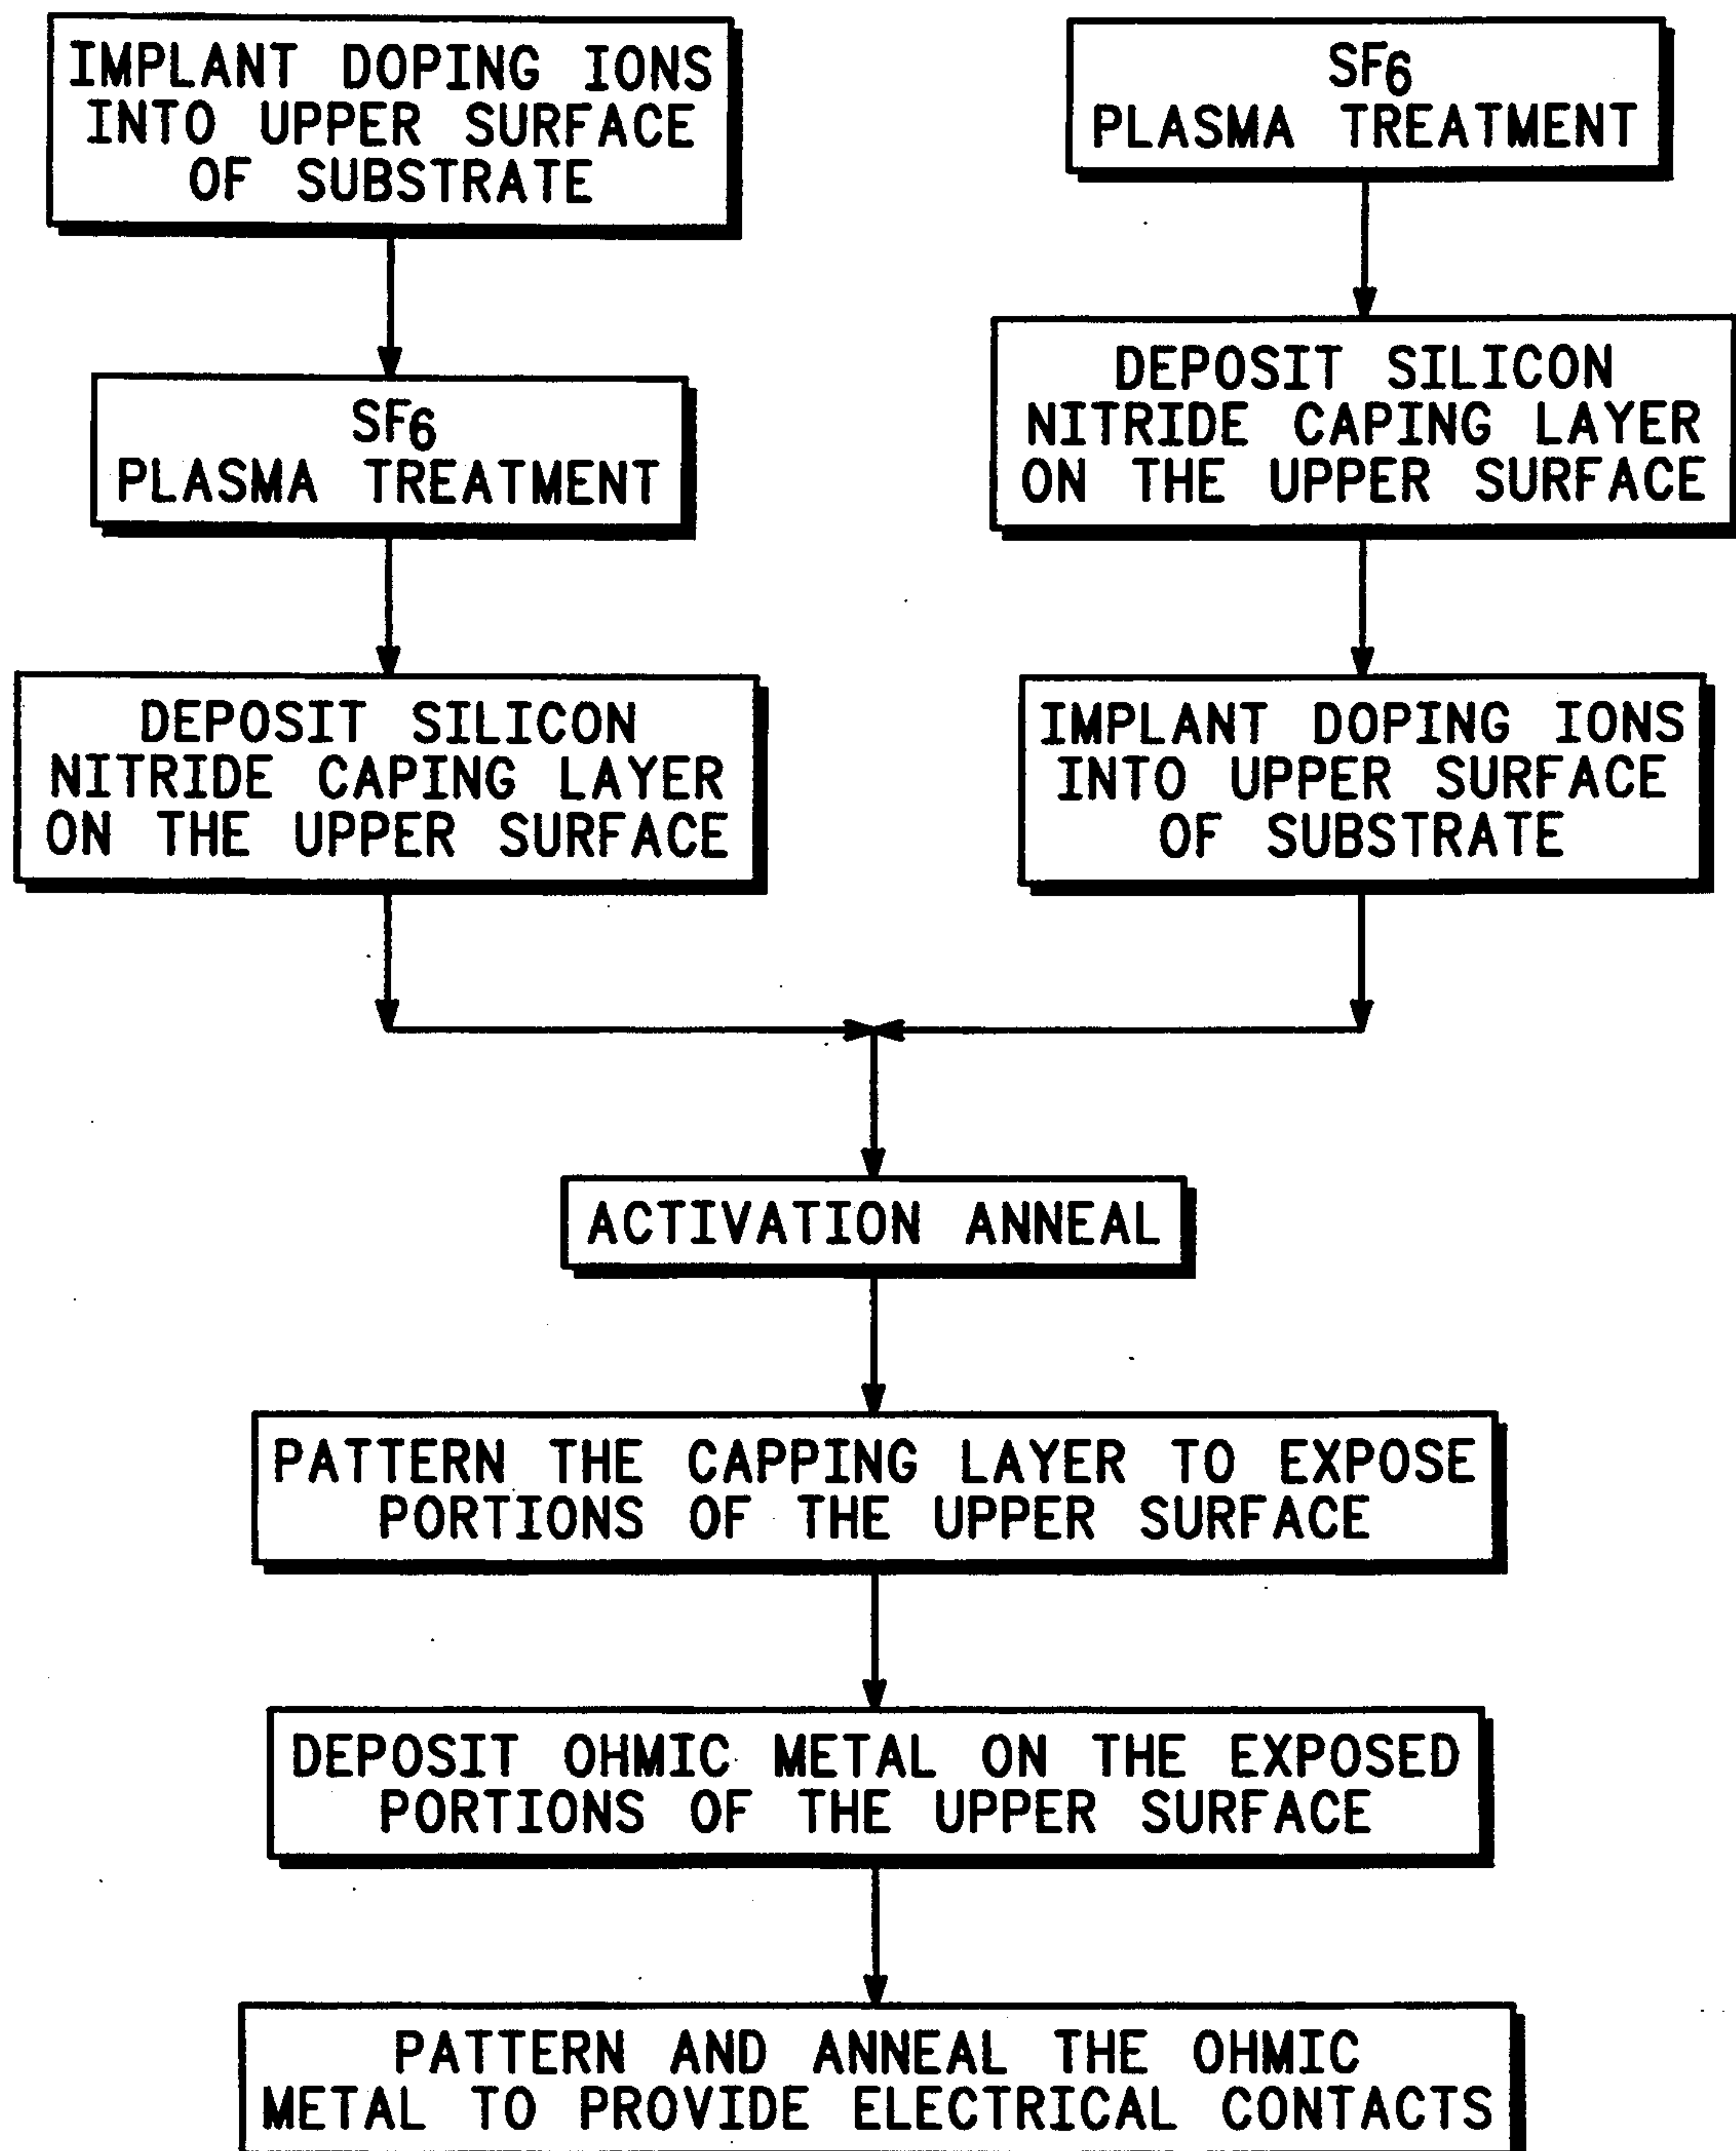 IMPLANT DOPING IONS
INTO UPPER SURFACE
OF SUBSTRATE
SF6
PLASMA TREATMENT
DEPOSIT SILICON
NITRIDE CAPING LAYER
ON THE UPPER SURFACE
SF6
PLASMA TREATMENT
DEPOSIT SILICON
NITRIDE CAPING LAYER
ON THE UPPER SURFACE
IMPLANT DOPING IONS
INTO UPPER SURFACE
OF SUBSTRATE
ACTIVATION ANNEAL
PATTERN THE CAPPING LAYER TO EXPOSE
PORTIONS OF THE UPPER SURFACE
DEPOSIT OHMIC METAL ON THE EXPOSED
PORTIONS OF THE UPPER SURFACE
PATTERN AND ANNEAL THE OHMIC
METAL TO PROVIDE ELECTRICAL CONTACTS